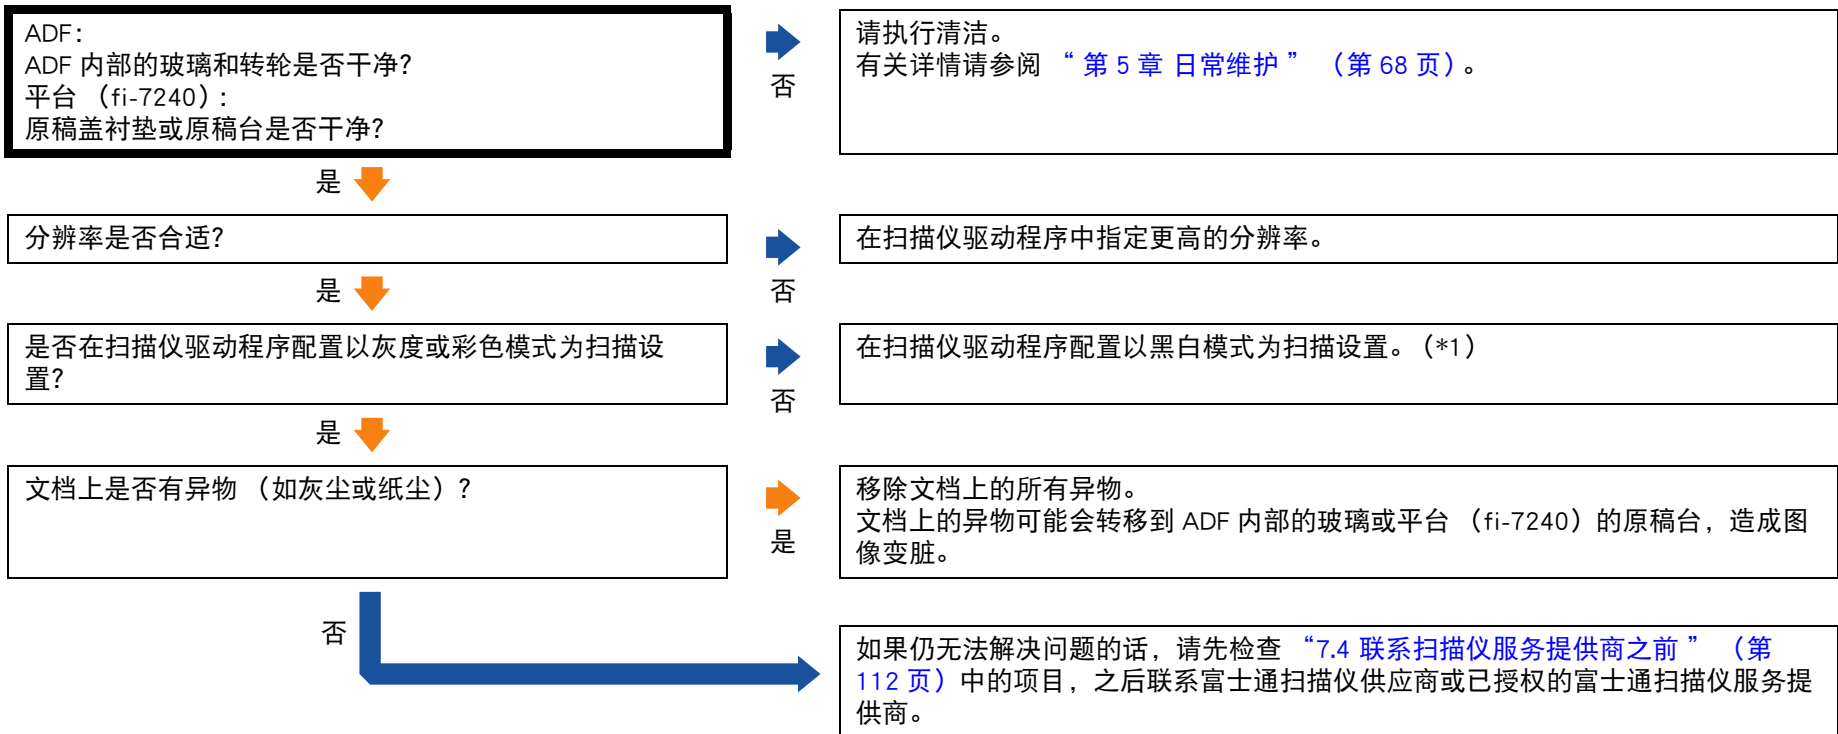 ADF：
ADF 内部的玻璃和转轮是否干净？
平台 （fi-7240）：
原稿盖衬垫或原稿台是否干净？
否
请执行清洁。
有关详情请参阅 “ 第 5 章 日常维护 ” （第 68 页）。
是
分辨率是否合适？
否
在扫描仪驱动程序中指定更高的分辨率。
是
是否在扫描仪驱动程序配置以灰度或彩色模式为扫描设
置？
否
在扫描仪驱动程序配置以黑白模式为扫描设置。（*1）
是
文档上是否有异物 （如灰尘或纸尘）？
是
移除文档上的所有异物。
文档上的异物可能会转移到 ADF 内部的玻璃或平台 （fi-7240）的原稿台，造成图
像变脏。
否
如果仍无法解决问题的话，请先检查 “7.4 联系扫描仪服务提供商之前 ” （第
112 页）中的项目，之后联系富士通扫描仪供应商或已授权的富士通扫描仪服务提
供商。